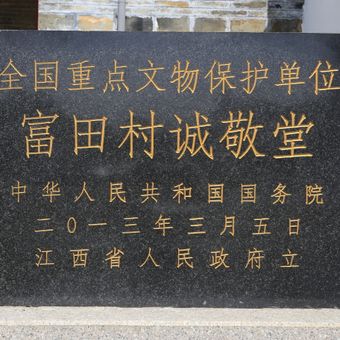 全国重点文物保护单位
富田村诚敬堂
中华人民共和国国务院
二〇一三年三月五日
江西省人民政府立